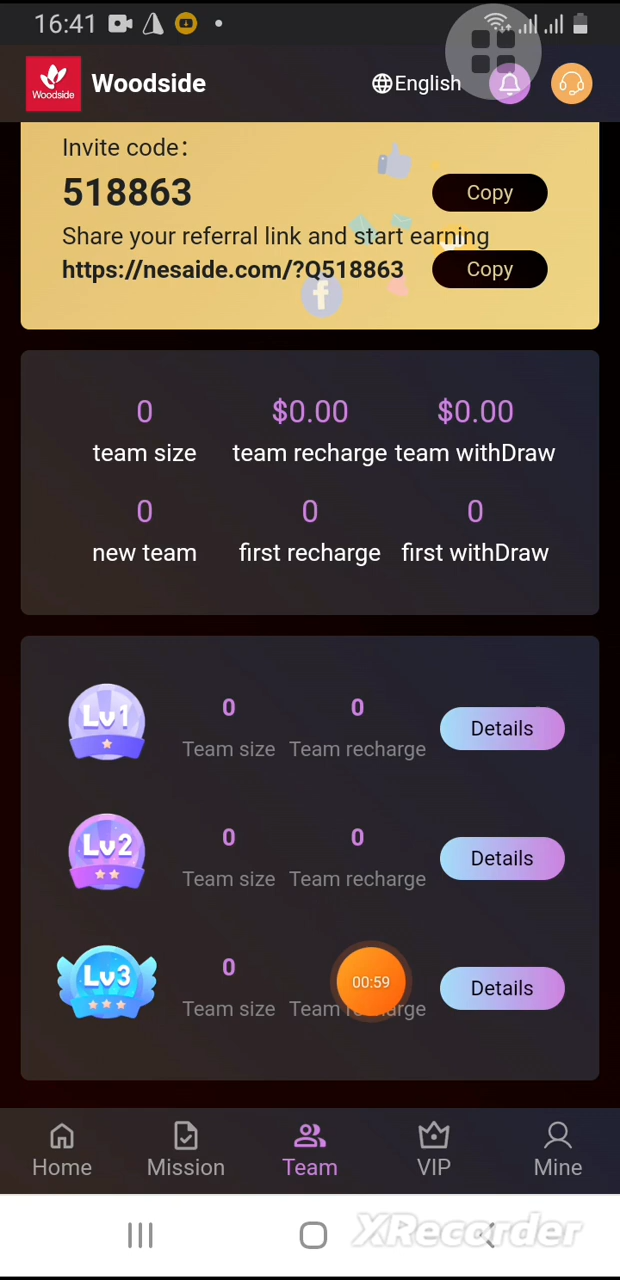 16:41
Woodside
Woodside
English
Invite code：
518863
Copy
Share your referral link and start earning
https://nesaide.com/?Q518863
Copy
f
0
$0.00
$0.00
team size
team recharge
team withDraw
0
0
0
new team
first recharge
first withDraw
Lv1
0
0
Team size
Team recharge
Details
Lv2
0
0
Team size
Team recharge
Details
Lv3
0
00:59
Team size
Team recharge
Details
Home
Mission
Team
VIP
Mine
XRecorder